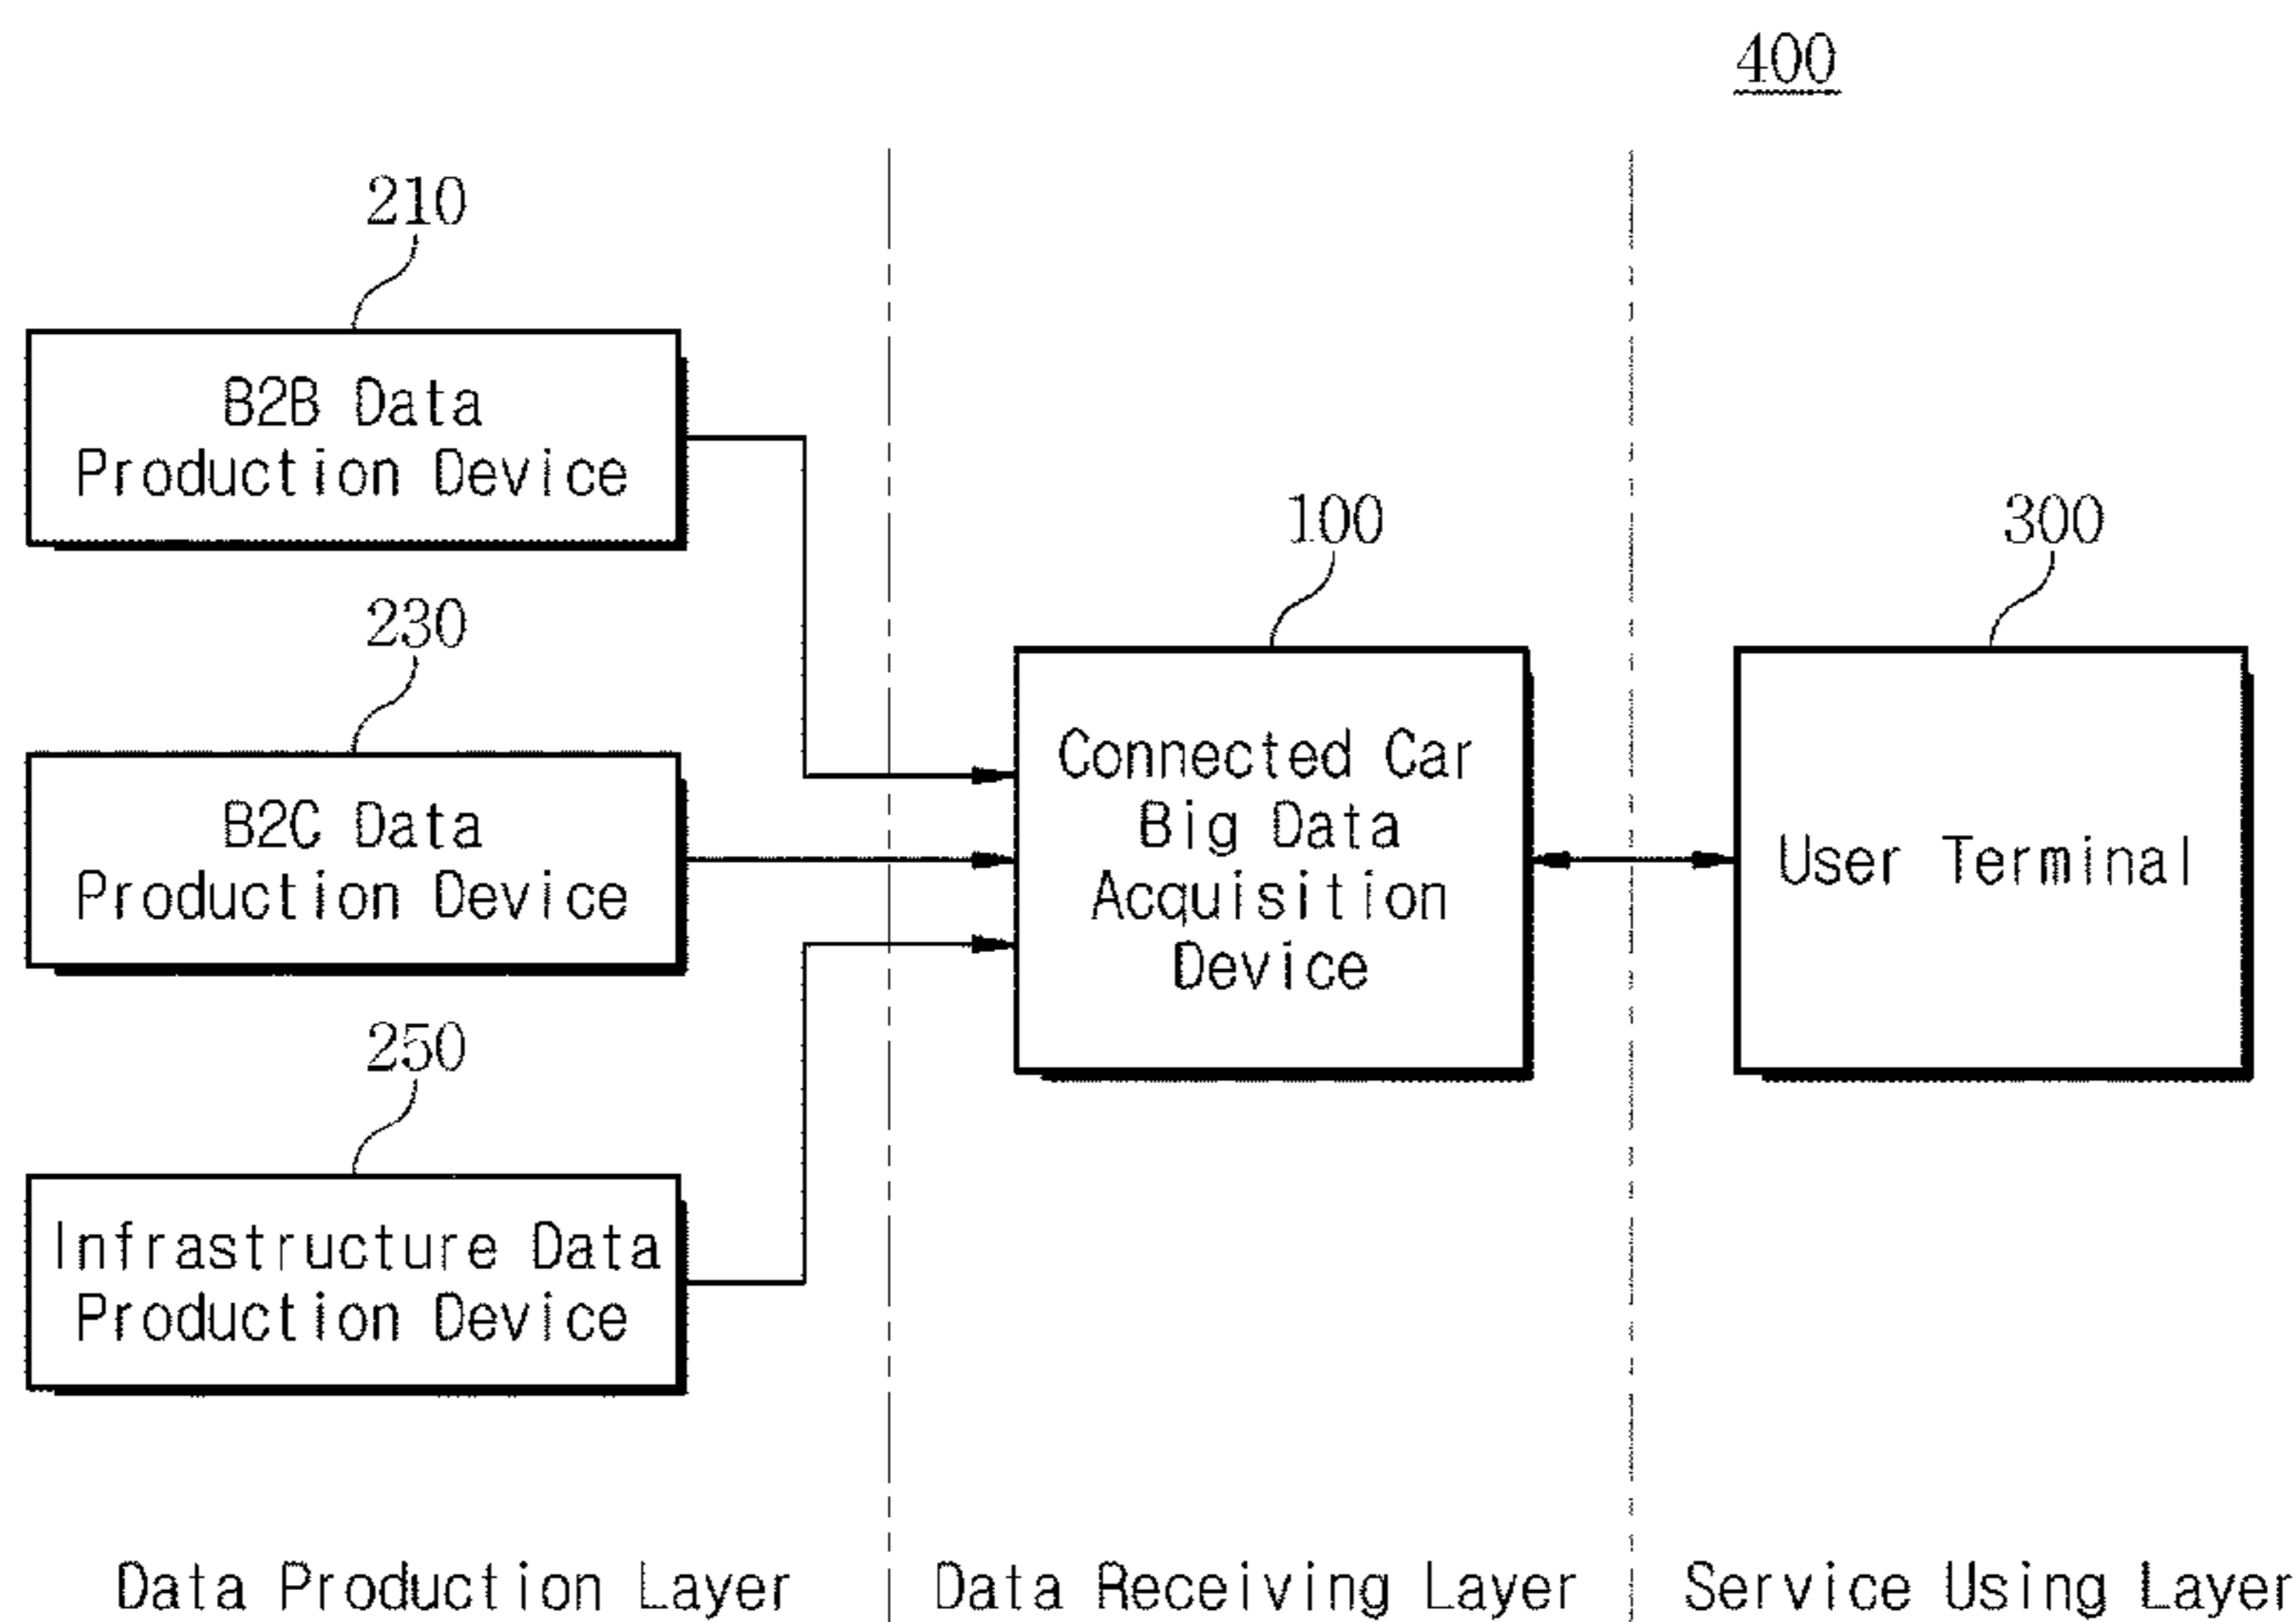 400
210
B2B Data
Production Device
230
B2C Data
Production Device
250
Infrastructure Data
Production Device
100
Connected Car
Big Data
Acquisition
Device
300
User Terminal
Data Production Layer
Data Receiving Layer
Service Using Layer